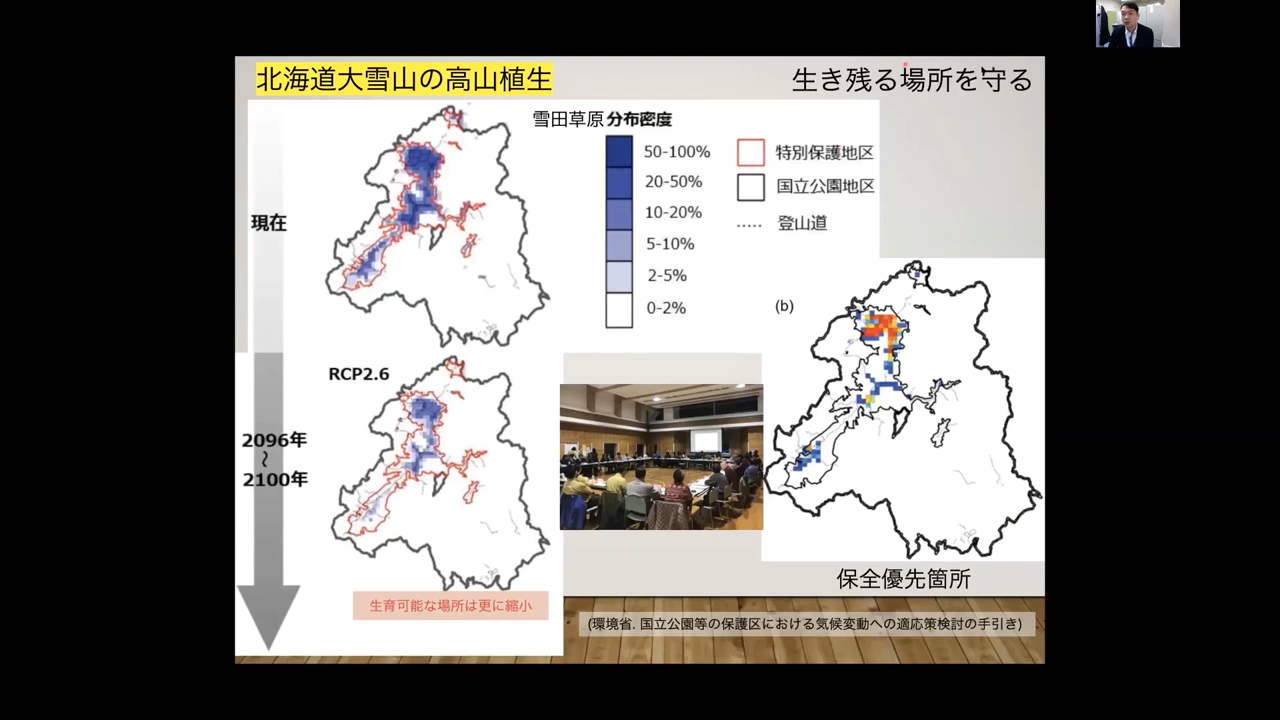 北海道大雪山の高山植生
生き残る場所を守る
雪田草原 分布密度
50-100%
20-50%
10-20%
5-10%
2-5%
0-2%
特別保護地区
国立公園地区
登山道
現在
(b)
RCP2.6
2096年
〜
2100年
生育可能な場所は更に縮小
保全優先箇所
(環境省. 国立公園等の保護区における気候変動への適応策検討の手引き)